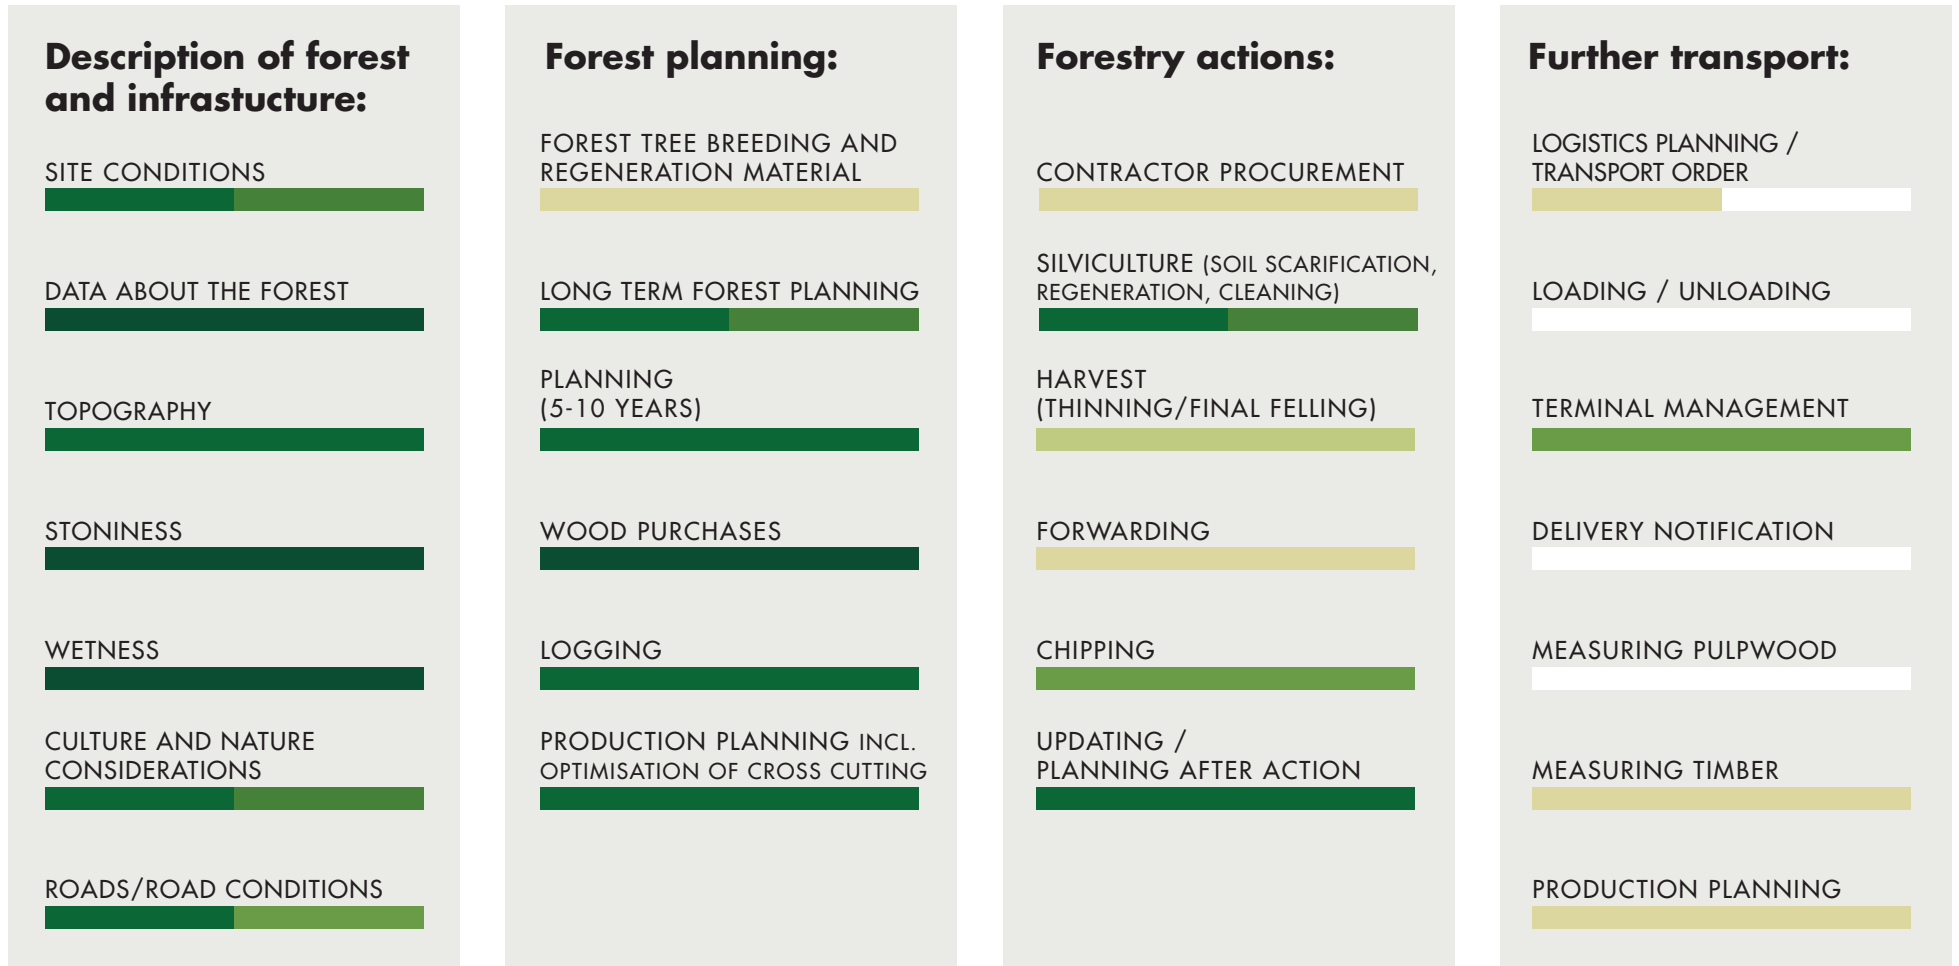 Description of forest
and infrastucture:
SITE CONDITIONS
DATA ABOUT THE FOREST
TOPOGRAPHY
STONINESS
WETNESS
CULTURE AND NATURE
CONSIDERATIONS
ROADS/ROAD CONDITIONS
Forest planning:
FOREST TREE BREEDING AND
REGENERATION MATERIAL
LONG TERM FOREST PLANNING
PLANNING
(5-10 YEARS)
WOOD PURCHASES
LOGGING
PRODUCTION PLANNING INCL.
OPTIMISATION OF CROSS CUTTING
Forestry actions:
CONTRACTOR PROCUREMENT
SILVICULTURE (SOIL SCARIFICATION,
REGENERATION, CLEANING)
HARVEST
(THINNING/FINAL FELLING)
FORWARDING
CHIPPING
UPDATING /
PLANNING AFTER ACTION
Further transport:
LOGISTICS PLANNING /
TRANSPORT ORDER
LOADING / UNLOADING
TERMINAL MANAGEMENT
DELIVERY NOTIFICATION
MEASURING PULPWOOD
MEASURING TIMBER
PRODUCTION PLANNING